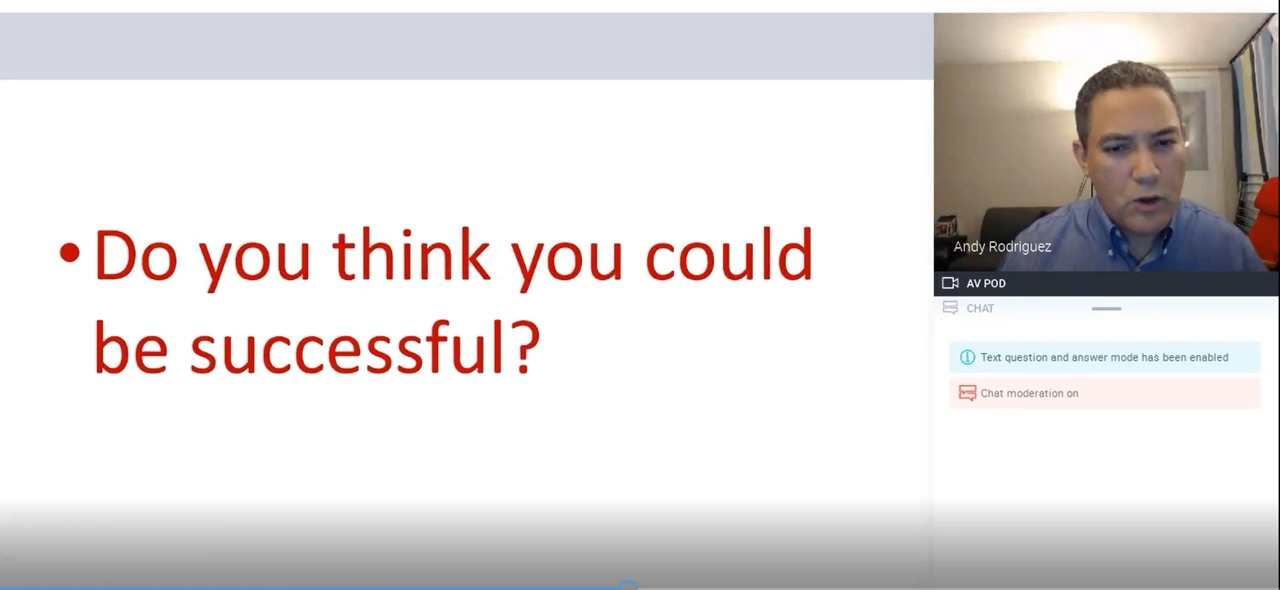 • Do you think you could
be successful?
Andy Rodriguez
AV POD
CHAT
Text question and answer mode has been enabled
Chat moderation on